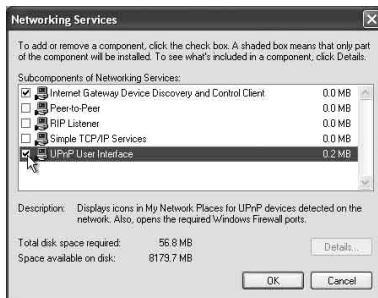 Networking Services
To add or remove a component, click the check box. A shaded box means that only part
of the component will be installed. To see what's included in a component, click Details.
Subcomponents of Networking Services:
Internet Gateway Device Discovery and Control Client 0.0 MB
Peer-to-Peer 0.0 MB
RIP Listener 0.0 MB
Simple TCP/IP Services 0.0 MB
UPnP User Interface 0.2 MB
Description: Displays icons in My Network Places for UPnP devices detected on the
network. Also, opens the required Windows Firewall ports.
Total disk space required: 56.8 MB
Space available on disk: 8179.7 MB
Details...
OK Cancel